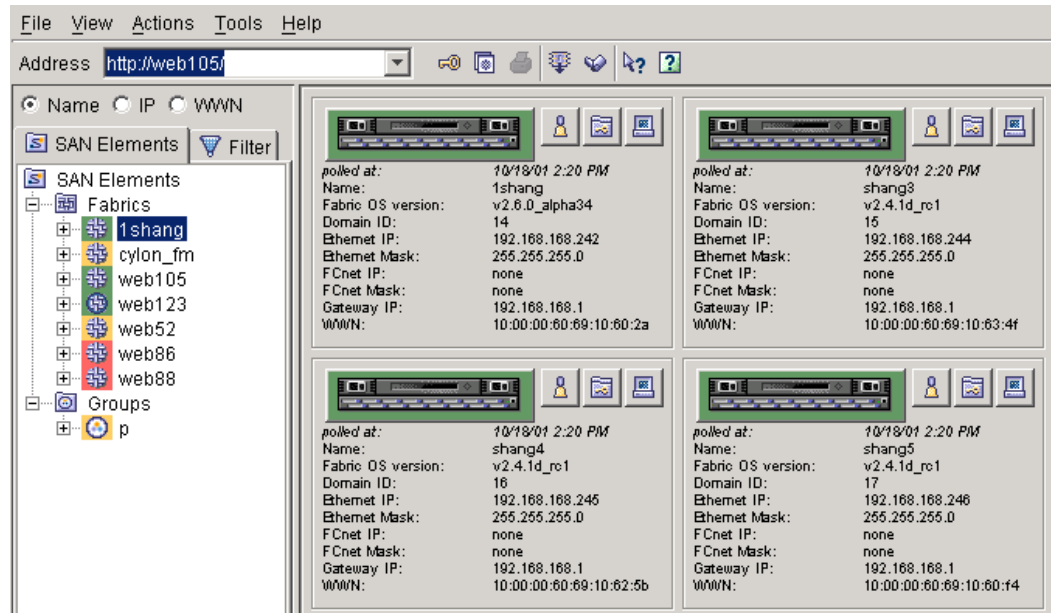 File View Actions Tools Help
Address http://web105/
Name IP WWN
SAN Elements Filter
SAN Elements
Fabrics
1shang
cylon_fm
web105
web123
web52
web86
web88
Groups
p
polled at: 10/18/01 2:20 PM
Name: 1shang
Fabric OS version: v2.6.0_alpha34
Domain ID: 14
Ethernet IP: 192.168.168.242
Ethernet Mask: 255.255.255.0
FCnet IP: none
FCnet Mask: none
Gateway IP: 192.168.168.1
WWN: 10:00:00:60:69:10:60:2a
polled at: 10/18/01 2:20 PM
Name: shang3
Fabric OS version: v2.4.1d_rc1
Domain ID: 15
Ethernet IP: 192.168.168.244
Ethernet Mask: 255.255.255.0
FCnet IP: none
FCnet Mask: none
Gateway IP: 192.168.168.1
WWN: 10:00:00:60:69:10:63:4f
polled at: 10/18/01 2:20 PM
Name: shang4
Fabric OS version: v2.4.1d_rc1
Domain ID: 16
Ethernet IP: 192.168.168.245
Ethernet Mask: 255.255.255.0
FCnet IP: none
FCnet Mask: none
Gateway IP: 192.168.168.1
WWN: 10:00:00:60:69:10:62:5b
polled at: 10/18/01 2:20 PM
Name: shang5
Fabric OS version: v2.4.1d_rc1
Domain ID: 17
Ethernet IP: 192.168.168.246
Ethernet Mask: 255.255.255.0
FCnet IP: none
FCnet Mask: none
Gateway IP: 192.168.168.1
WWN: 10:00:00:60:69:10:60:f4